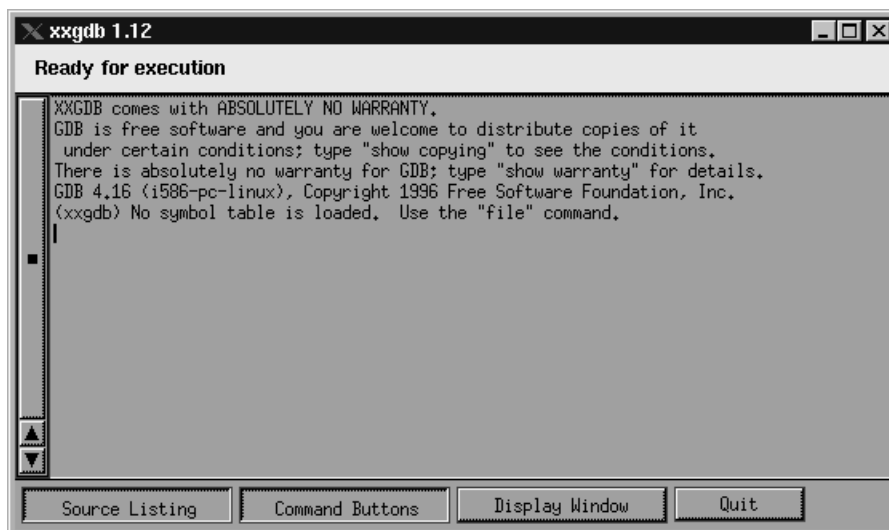 xxgdb 1.12
Ready for execution
XXGDB comes with ABSOLUTELY NO WARRANTY.
GDB is free software and you are welcome to distribute copies of it
under certain conditions; type "show copying" to see the conditions.
There is absolutely no warranty for GDB; type "show warranty" for details.
GDB 4.16 (i586-pc-linux), Copyright 1996 Free Software Foundation, Inc.
(xxgdb) No symbol table is loaded.  Use the "file" command.
Source Listing Command Buttons Display Window Quit